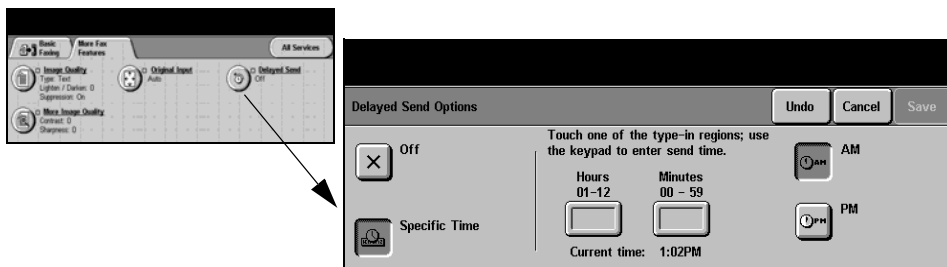 Basic
Faxing
More Fax
Features
All Services
Image Quality
Type: Text
Lighten / Darken: 0
Suppression: On
Original Input
Auto
Delayed Send
Off
More Image Quality
Contrast: 0
Sharpness: 0
Delayed Send Options
Undo
Cancel
Save
Off
Specific Time
Touch one of the type-in regions; use
the keypad to enter send time.
Hours
01-12
Minutes
00 - 59
Current time: 1:02PM
AM
AM
PM
PM